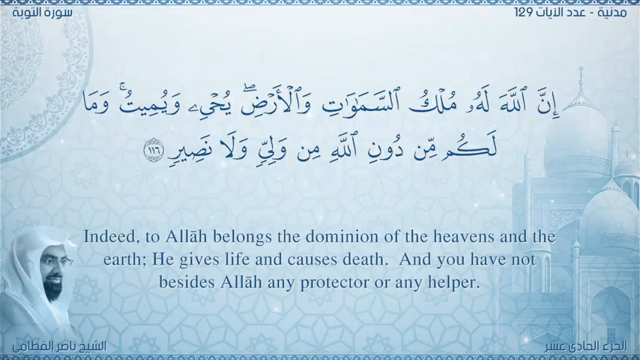 مدنية - عدد الآيات 129
سورة التوبة
إِنَّ ٱللَّهَ لَهُۥ مُلْكُ ٱلسَّمَـٰوَٰتِ وَٱلْأَرْضِ ۖ يُحْىِۦ وَيُمِيتُ ۚ وَمَا
لَكُم مِّن دُونِ ٱللَّهِ مِن وَلِىٍّ وَلَا نَصِيرٍ ١١٦
Indeed, to Allāh belongs the dominion of the heavens and the
earth; He gives life and causes death. And you have not
besides Allāh any protector or any helper.
الجزء الحادي عشر
الشيخ ناصر القطامي